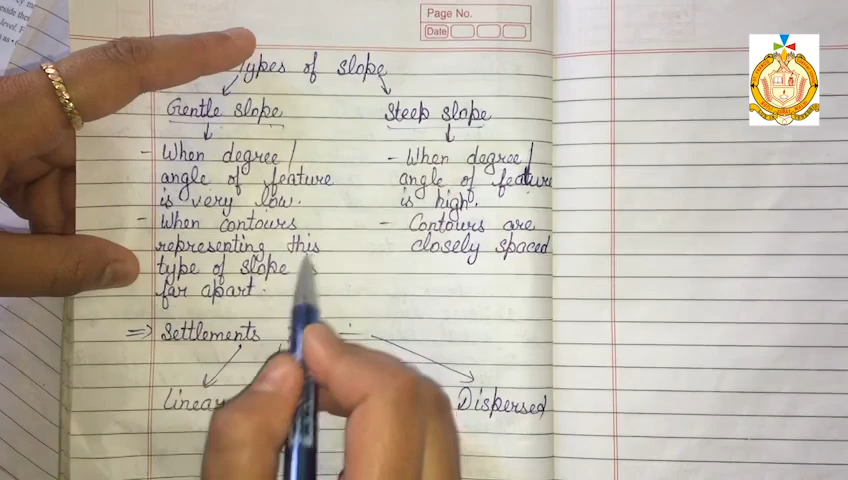 Page No.
Date
Types of slope
Gentle slope
- When degree /
angle of feature
is very low.
- When contours
representing this
type of slope
far apart.
Steep slope
- When degree /
angle of feature
is high.
- Contours are
closely spaced
=> Settlements
Linear
Dispersed